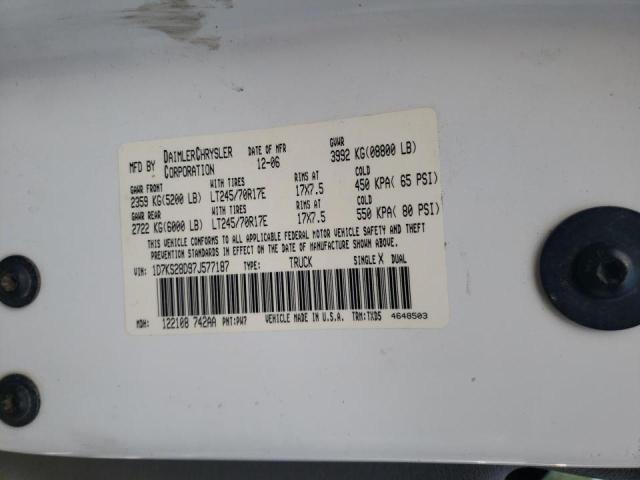 MFD BY DAIMLERCHRYSLER CORPORATION DATE OF MFR 12-06 GVWR 3992 KG(08800 LB)
GAWR FRONT WITH TIRES RIMS AT COLD
2359 KG(5200 LB) LT245/70R17E 17X7.5 450 KPA( 65 PSI)
GAWR REAR WITH TIRES RIMS AT COLD
2722 KG(6000 LB) LT245/70R17E 17X7.5 550 KPA( 80 PSI)
THIS VEHICLE CONFORMS TO ALL APPLICABLE FEDERAL MOTOR VEHICLE SAFETY AND THEFT
PREVENTION STANDARDS IN EFFECT ON THE DATE OF MANUFACTURE SHOWN ABOVE.
VIN: 1D7KS28D97J577187 TYPE: TRUCK SINGLE X DUAL
MDH: 122108 742AA PNT:PW7 VEHICLE MADE IN U.S.A. TRM:TXD5 4648503